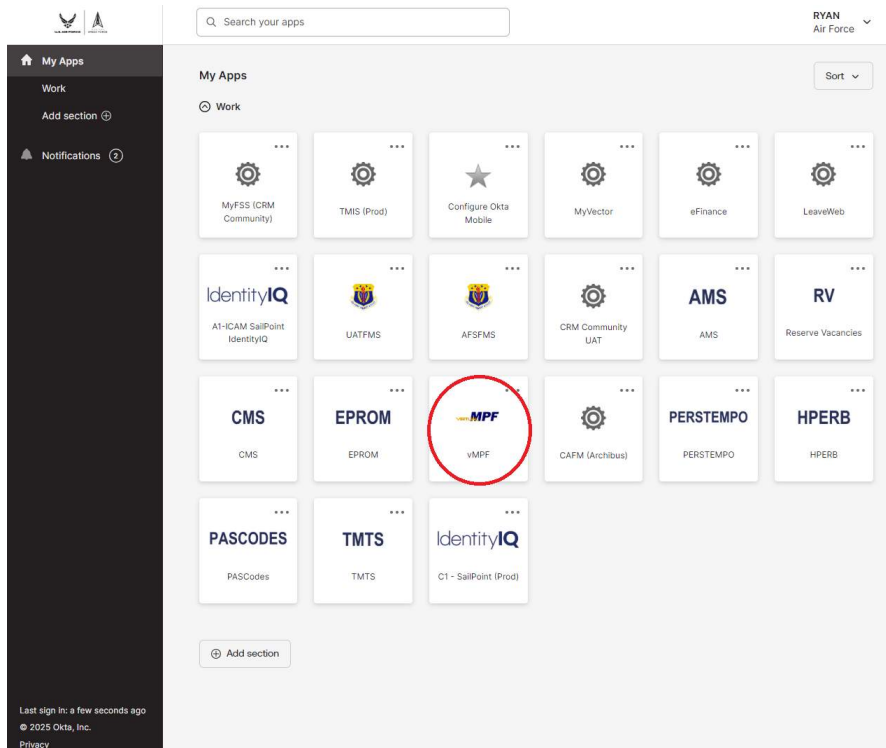 Search your apps
RYAN
Air Force
My Apps
Work
Add section
Notifications 2
My Apps
Sort
Work
MyFSS (CRM
Community)
TMIS (Prod)
Configure Okta
Mobile
MyVector
eFinance
LeaveWeb
IdentityIQ
A1-ICAM SailPoint
IdentityIQ
UATFMS
AFSFMS
CRM Community
UAT
AMS
AMS
RV
Reserve Vacancies
CMS
CMS
EPROM
EPROM
MPF
vMPF
CAFM (Archibus)
PERSTEMPO
PERSTEMPO
HPERB
HPERB
PASCODES
PASCodes
TMTS
TMTS
IdentityIQ
C1 - SailPoint (Prod)
Add section
Last sign in: a few seconds ago
© 2025 Okta, Inc.
Privacy